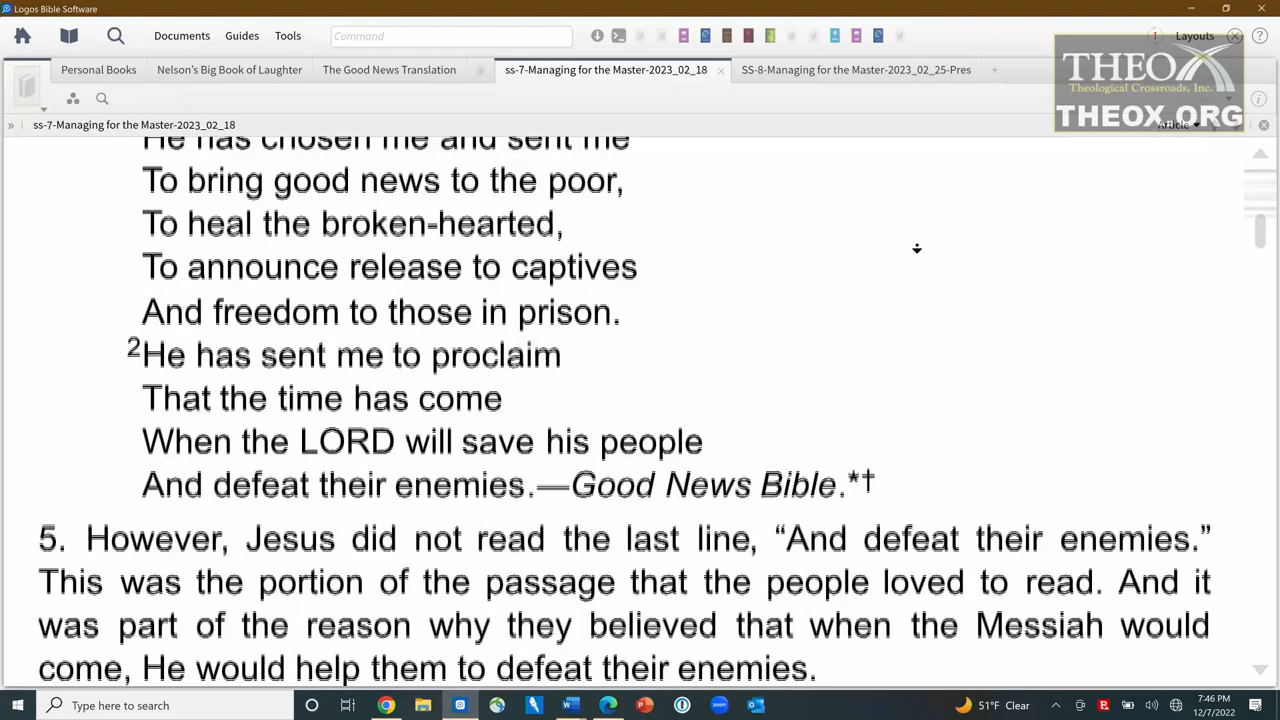 Logos Bible Software
Documents Guides Tools Command Layouts
Personal Books Nelson's Big Book of Laughter The Good News Translation ss-7-Managing for the Master-2023_02_18 SS-8-Managing for the Master-2023_02_25-Pres
THEOX
Theological Crossroads, Inc.
THEOX.ORG
ss-7-Managing for the Master-2023_02_18 Article
He has chosen me and sent me
To bring good news to the poor,
To heal the broken-hearted,
To announce release to captives
And freedom to those in prison.
2He has sent me to proclaim
That the time has come
When the LORD will save his people
And defeat their enemies.—Good News Bible.*†
5. However, Jesus did not read the last line, “And defeat their enemies.”
This was the portion of the passage that the people loved to read. And it
was part of the reason why they believed that when the Messiah would
come, He would help them to defeat their enemies.
Type here to search
51°F Clear
7:46 PM
12/7/2022